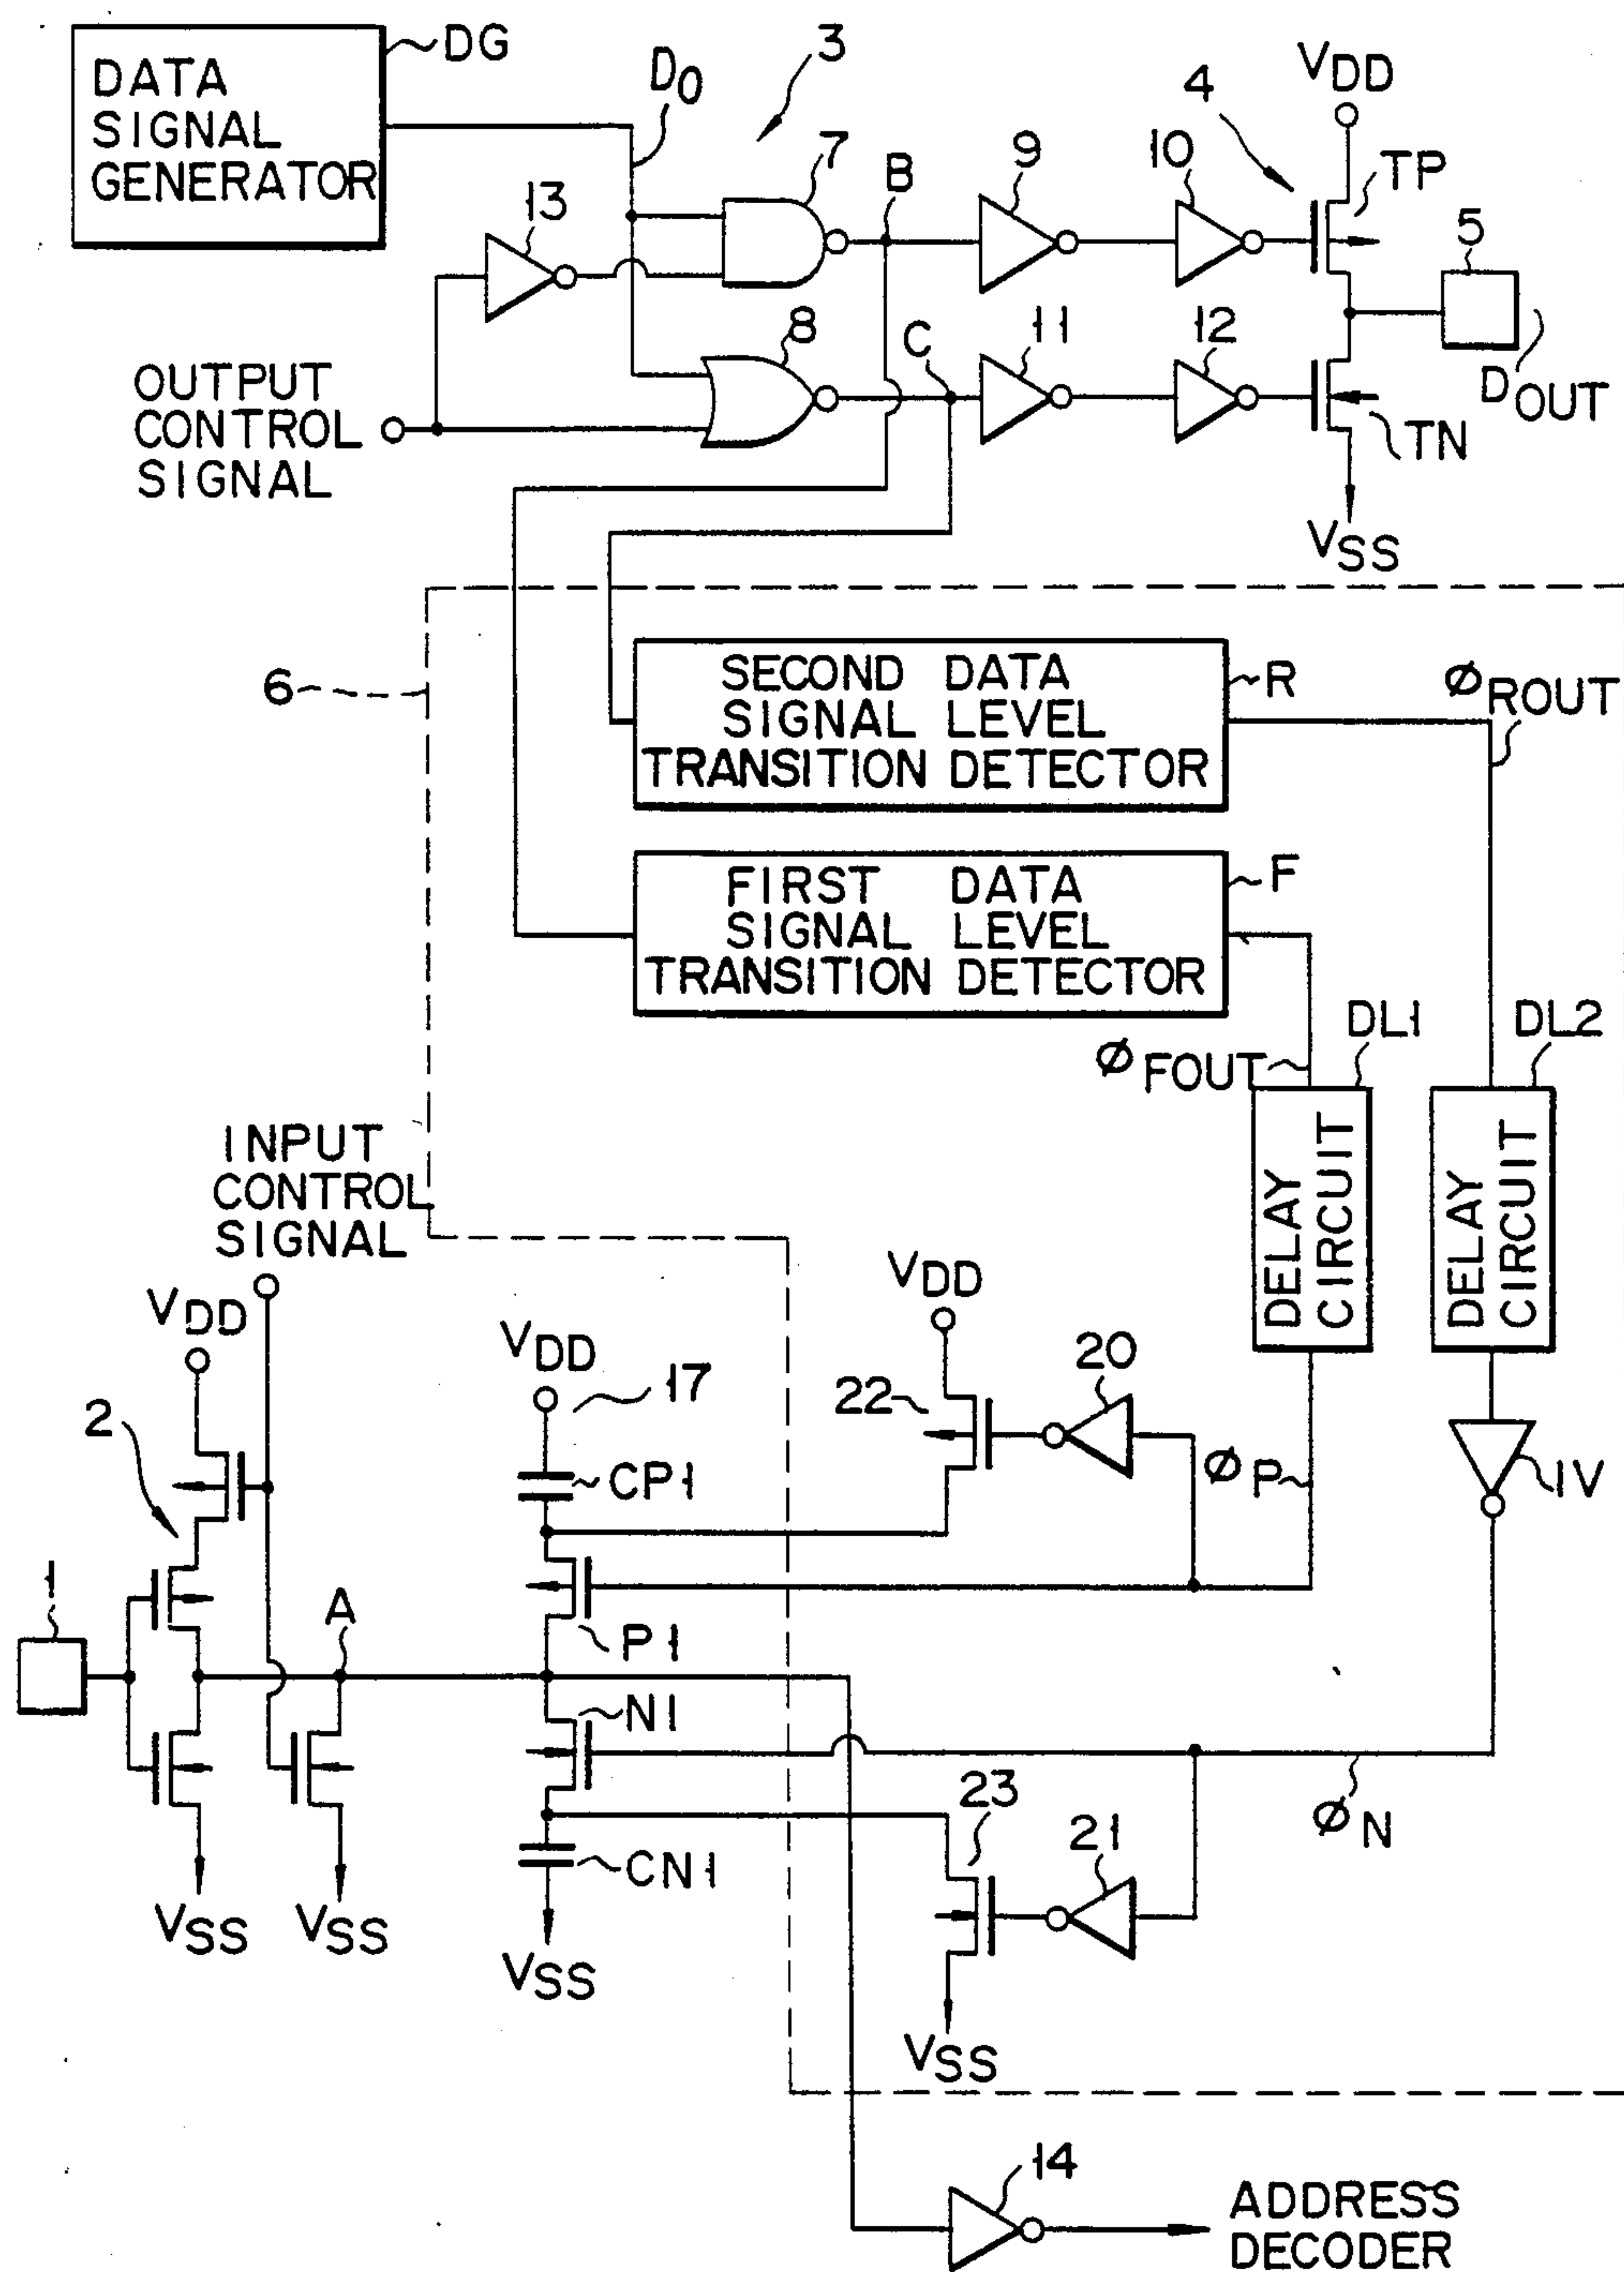 DATA
SIGNAL
GENERATOR
DG
D0
3
13
7
B
9
10
4
VDD
TP
5
8
C
11
12
DOUT
OUTPUT
CONTROL
SIGNAL
TN
VSS
6
SECOND DATA
SIGNAL LEVEL
TRANSITION DETECTOR
R
ØROUT
FIRST DATA
SIGNAL LEVEL
TRANSITION DETECTOR
F
ØFOUT
DL1
DL2
DELAY
CIRCUIT
DELAY
CIRCUIT
INPUT
CONTROL
SIGNAL
VDD
2
VDD
17
CP1
VDD
22
20
ØP
IV
1
A
P1
N1
CN1
23
21
ØN
VSS
VSS
VSS
VSS
14
ADDRESS
DECODER